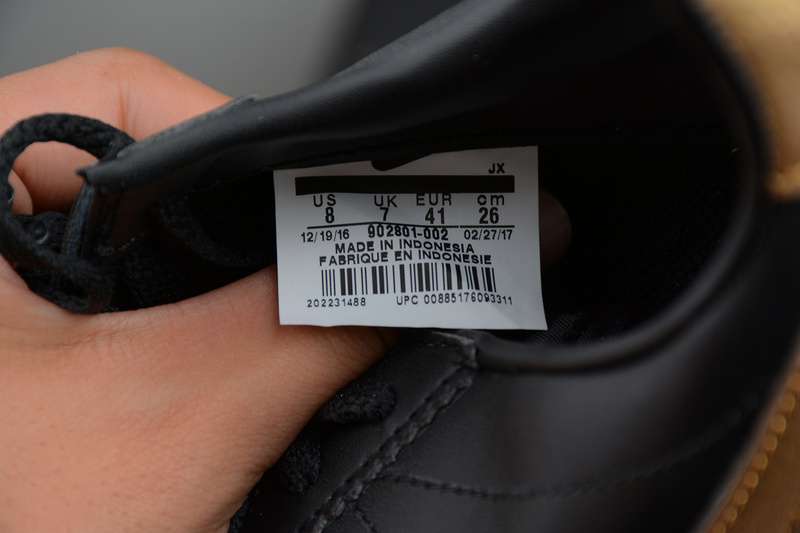 JX
US UK EUR cm
8 7 41 26
12/19/16 902801-002 02/27/17
MADE IN INDONESIA
FABRIQUE EN INDONESIE
202231488 UPC 00885176093311